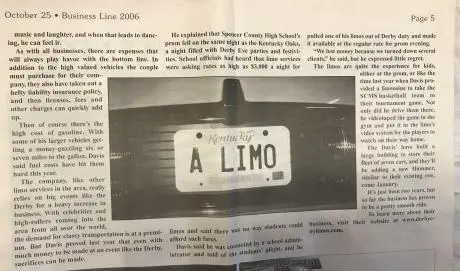 October 25 • Business Line 2006
Page 5
music and laughter, and when that leads to danc-
ing, he can feel it.
As with all businesses, there are expenses that
will always play havoc with the bottom line. In
addition to the high valued vehicles the couple
must purchase for their com-
pany, they also have taken out a
hefty liability insurance policy,
and then licenses, fees and
other charges can quickly add
up.
Then of course there's the
high cost of gasoline. With
some of his larger vehicles get-
ting a money-guzzling six or
seven miles to the gallon, Davis
said fuel costs have hit them
hard this year.
The company, like other
limo services in the area, really
relies on big events like the
Derby for a heavy increase in
business. With celebrities and
high-rollers coming into the
area from all over the world,
the demand for classy transportation is at a premi-
um. But Davis proved last year that even with
much money to be made at an event like the Derby,
sacrifices can be made.
He explained that Spencer County High School's
prom fell on the same night as the Kentucky Oaks,
a night filled with Derby Eve parties and festivi-
ties. School officials had heard that limo services
were asking rates as high as $3,000 a night for
Kentucky
A LIMO
limos and said there was no way students could
afford such fares.
Davis said he was contacted by a school admin-
istrator and told of the students' plight, and he
pulled one of his limos out of Derby duty and made
it available at the regular rate for prom evening.
"We lost money because we turned down several
clients," he said, but he expressed little regret.
The limos are quite the experience for kids,
either at the prom, or like the
time last year when Davis pro-
vided a limousine to take the
SCMS basketball team to
their tournament game. Not
only did he drive them there,
he videotaped the game in the
gym and put it in the limo's
video system for the players to
watch on their way home.
The Davis' have built a
large building to store their
fleet of seven cars, and they'll
be adding a new Hummer,
similar to their existing one,
come January.
It's just been two years, but
so far the business has proven
to be a pretty smooth ride.
To learn more about their
business, visit their website at www.derbyc-
itylimos.com.